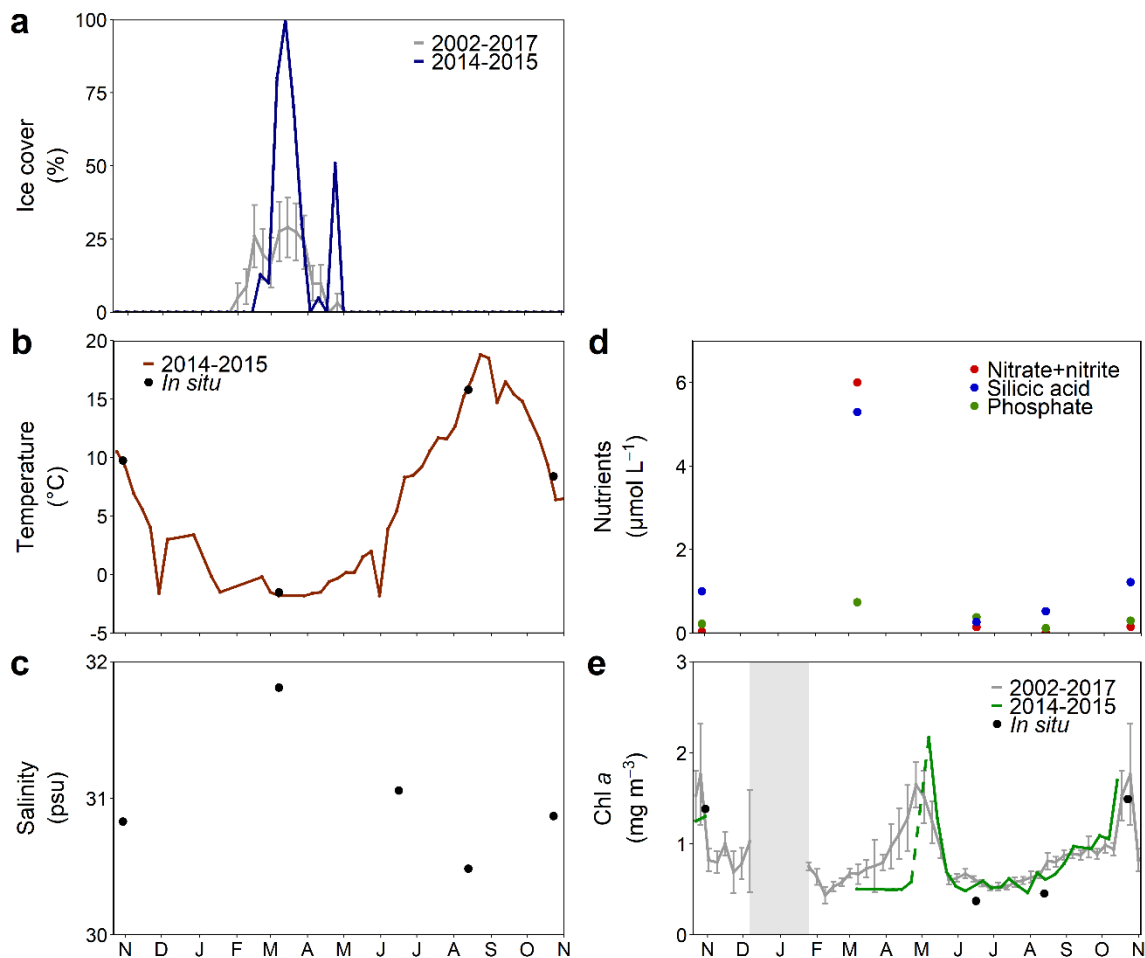 a
100
75
50
25
0
Ice cover
(%)
2002-2017
2014-2015
b
20
15
10
5
0
-5
Temperature
(°C)
2014-2015
In situ
c
32
31
30
Salinity
(psu)
N D J F M A M J J A S O N
d
6
4
2
0
Nutrients
(µmol L⁻¹)
Nitrate+nitrite
Silicic acid
Phosphate
e
3
2
1
0
Chl a
(mg m⁻³)
2002-2017
2014-2015
In situ
N D J F M A M J J A S O N